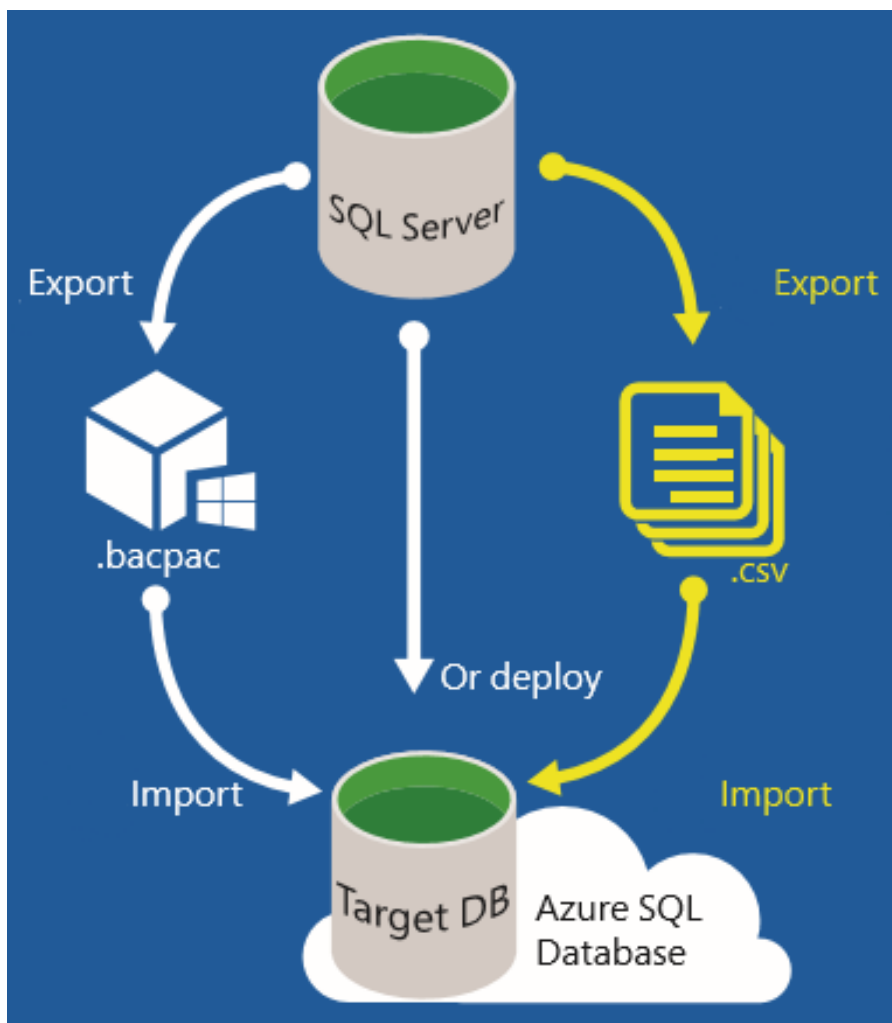 SQL Server
Export
Export
.bacpac
.csv
Or deploy
Import
Import
Target DB
Azure SQL
Database